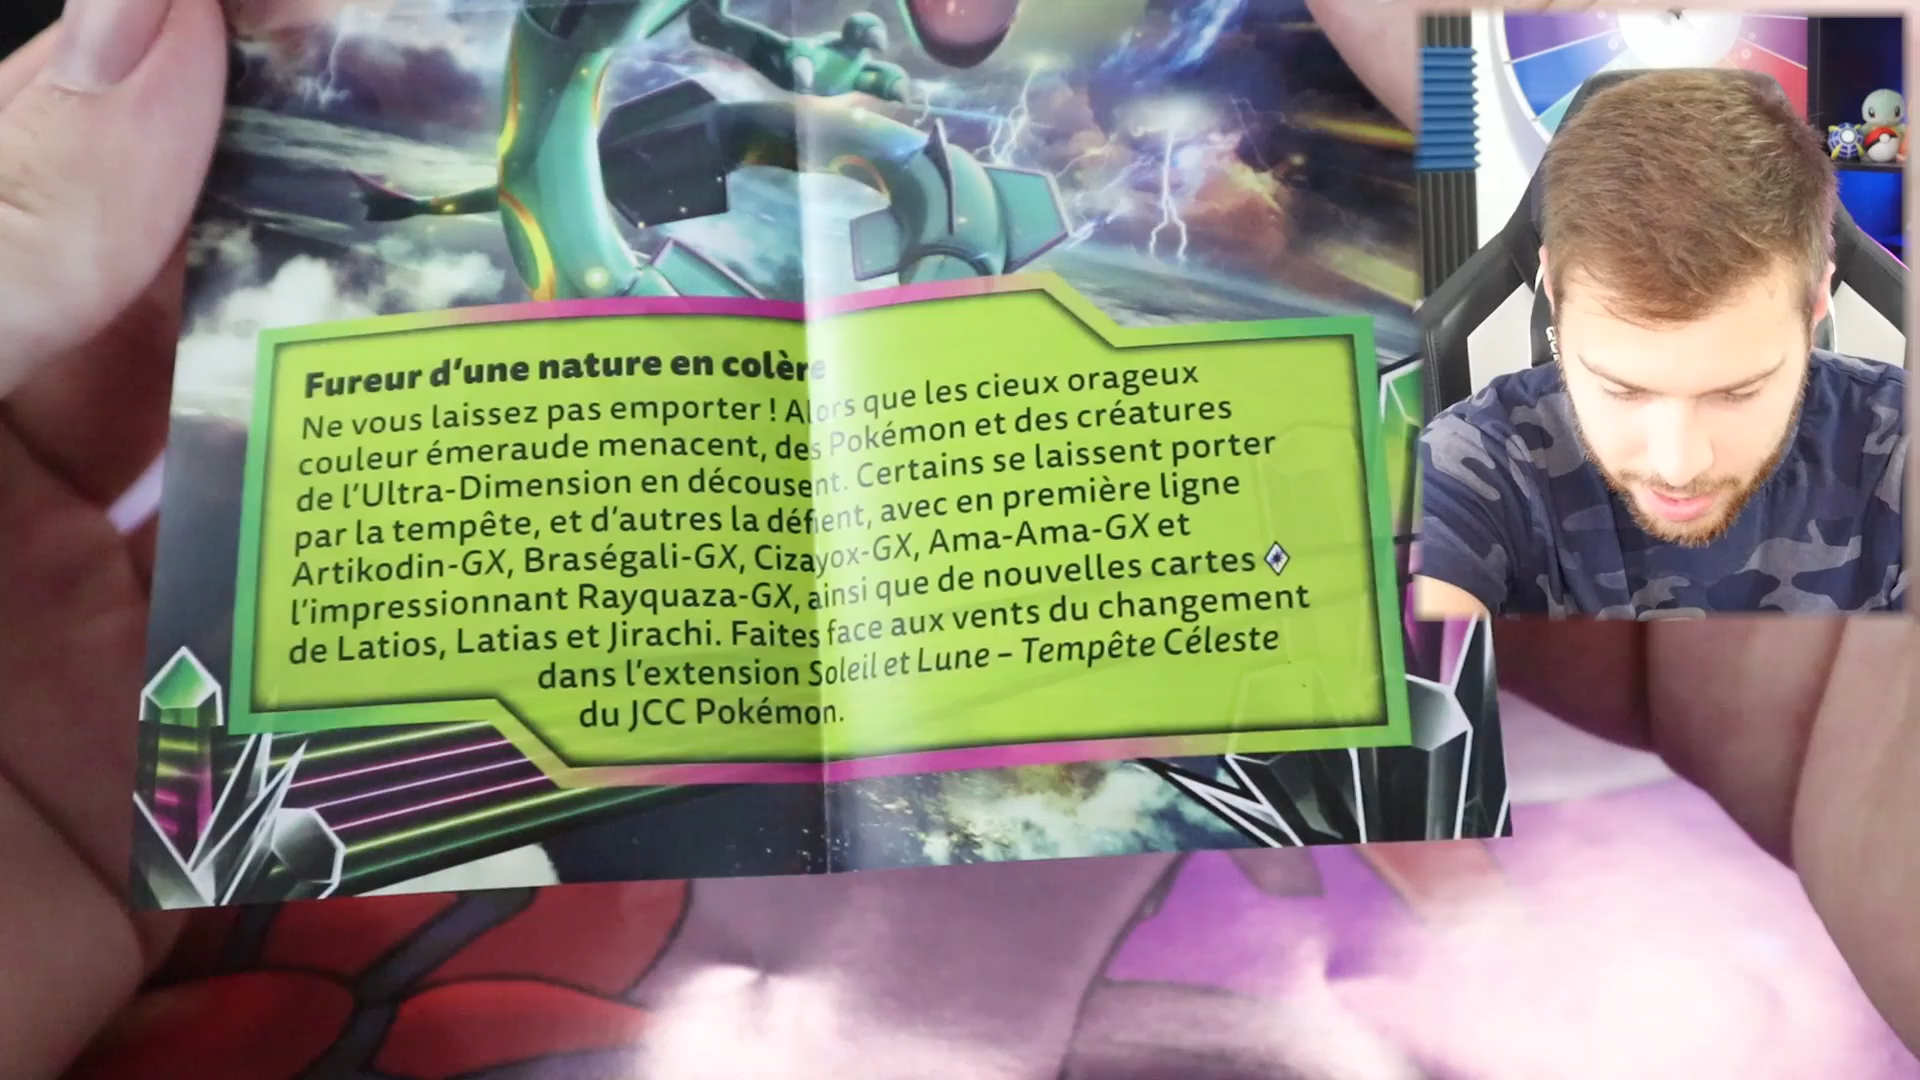 Fureur d'une nature en colère
Ne vous laissez pas emporter ! Alors que les cieux orageux
couleur émeraude menacent, des Pokémon et des créatures
de l'Ultra-Dimension en décousent. Certains se laissent porter
par la tempête, et d'autres la défient, avec en première ligne
Artikodin-GX, Braségali-GX, Cizayox-GX, Ama-Ama-GX et
l'impressionnant Rayquaza-GX, ainsi que de nouvelles cartes
de Latios, Latias et Jirachi. Faites face aux vents du changement
dans l'extension Soleil et Lune – Tempête Céleste
du JCC Pokémon.